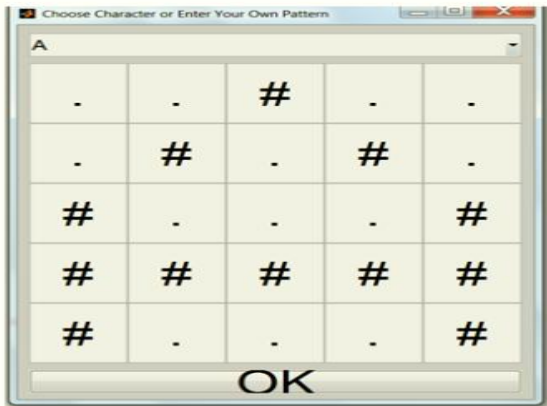 Choose Character or Enter Your Own Pattern
A
. . # . .
. # . # .
# . . . #
# # # # #
# . . . #
OK